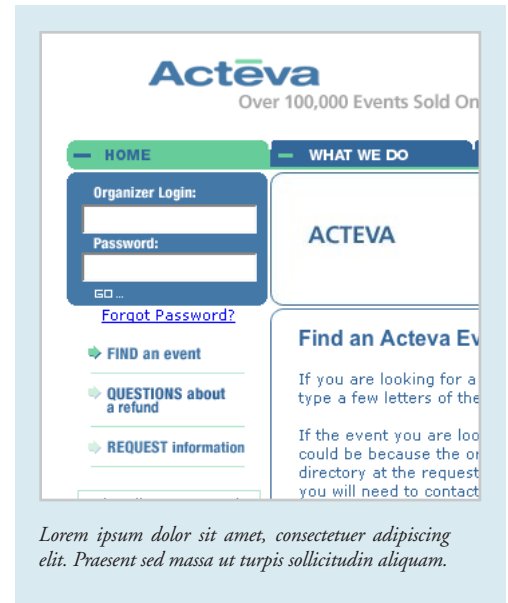 Actēva
Over 100,000 Events Sold On
HOME
WHAT WE DO
Organizer Login:
Password:
GO...
Forgot Password?
FIND an event
QUESTIONS about
a refund
REQUEST information
ACTEVA
Find an Acteva Ev
If you are looking for a
type a few letters of the
If the event you are loo
could be because the or
directory at the request
you will need to contact
Lorem ipsum dolor sit amet, consectetuer adipiscing
elit. Praesent sed massa ut turpis sollicitudin aliquam.